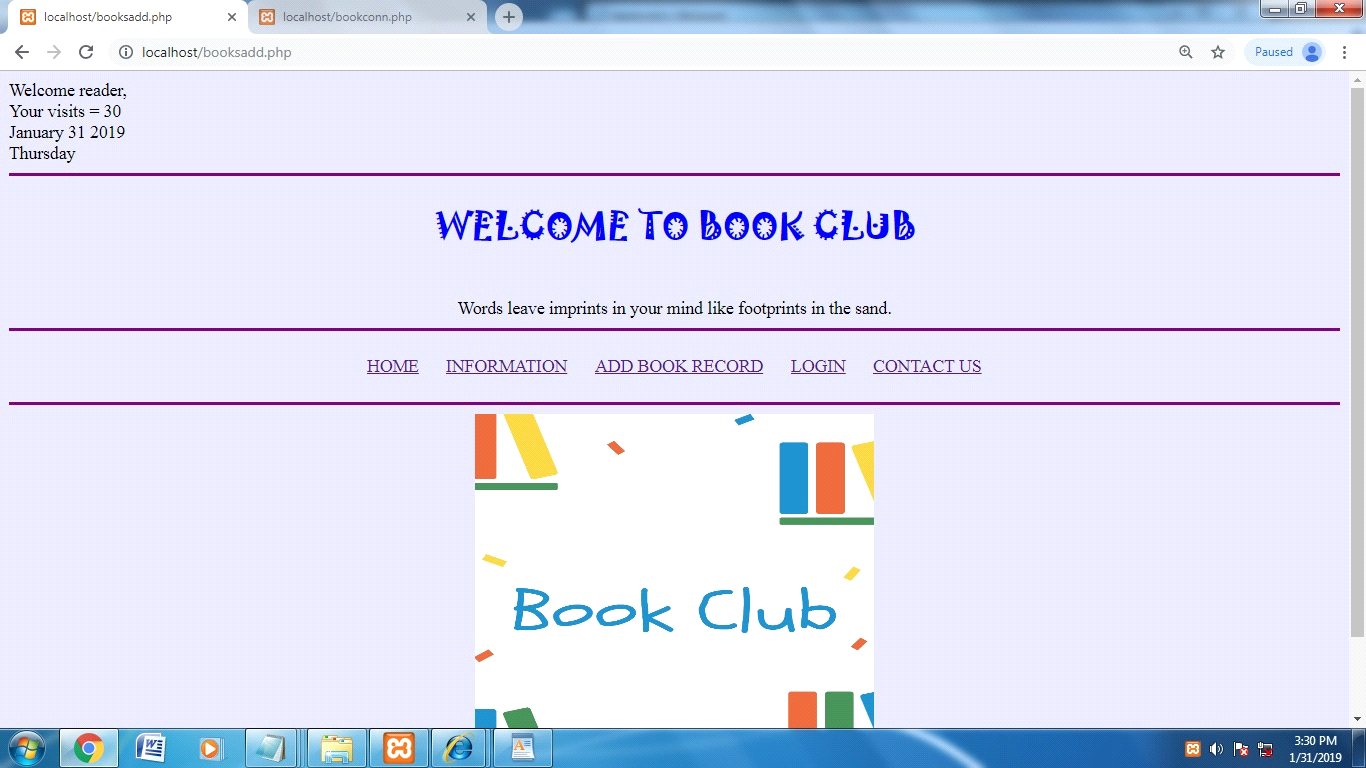 localhost/booksadd.php
localhost/bookconn.php
localhost/booksadd.php
Paused
Welcome reader,
Your visits = 30
January 31 2019
Thursday
WELCOME TO BOOK CLUB
Words leave imprints in your mind like footprints in the sand.
HOME INFORMATION ADD BOOK RECORD LOGIN CONTACT US
Book Club
3:30 PM
1/31/2019